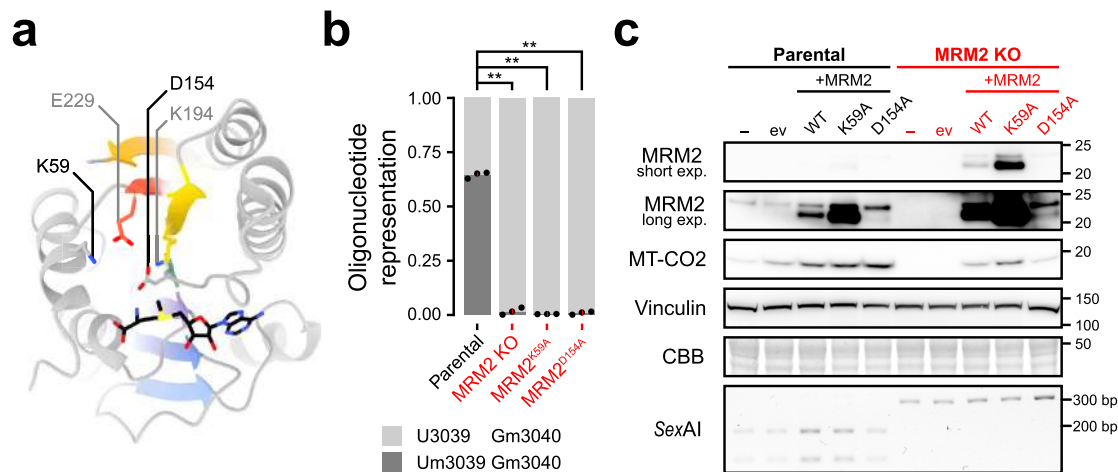 a
D154
E229
K194
K59
b
**
**
**
1.00
0.75
0.50
0.25
0.00
Oligonucleotide
representation
Parental
MRM2 KO
MRM2K59A
MRM2D154A
U3039 Gm3040
Um3039 Gm3040
c
Parental MRM2 KO
+MRM2 +MRM2
– ev WT K59A D154A – ev WT K59A D154A
MRM2
short exp.
25
20
MRM2
long exp.
25
20
MT-CO2
20
Vinculin
150
100
CBB
50
SexAI
300 bp
200 bp